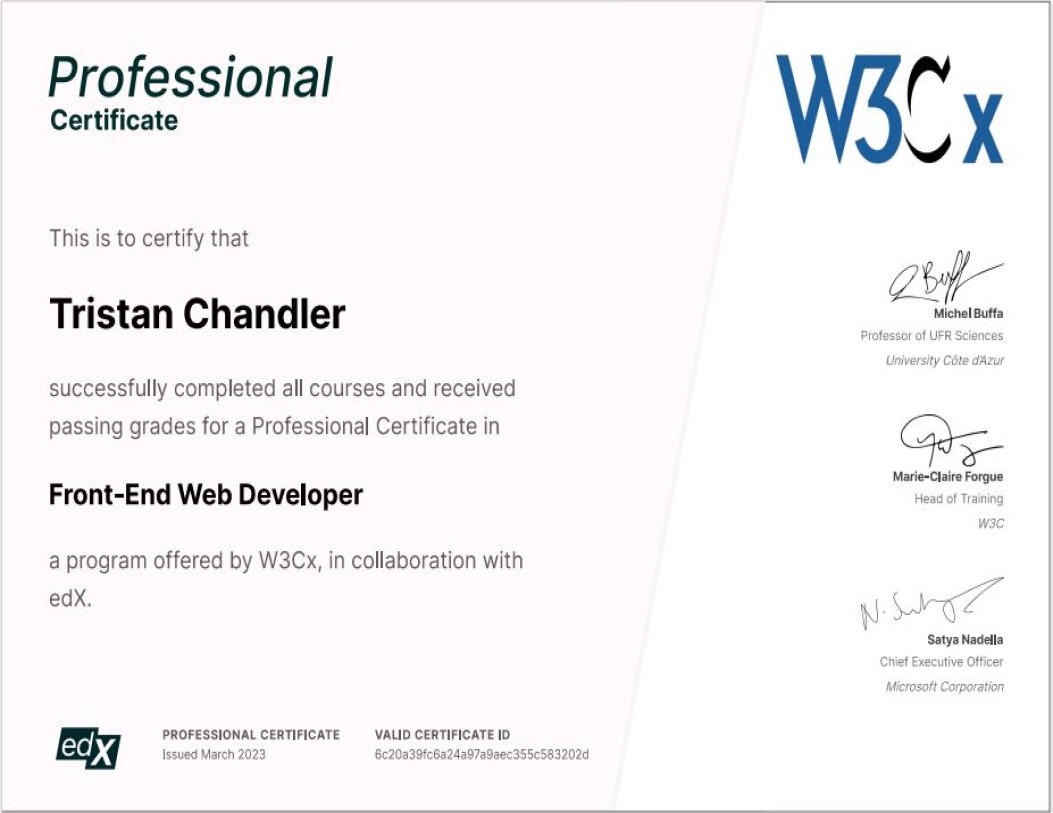 Professional
Certificate
W3Cx
This is to certify that
Tristan Chandler
successfully completed all courses and received
passing grades for a Professional Certificate in
Front-End Web Developer
a program offered by W3Cx, in collaboration with
edX.
Michel Buffa
Professor of UFR Sciences
University Côte d'Azur
Marie-Claire Forgue
Head of Training
W3C
Satya Nadella
Chief Executive Officer
Microsoft Corporation
edX
PROFESSIONAL CERTIFICATE
Issued March 2023
VALID CERTIFICATE ID
6c20a39fc6a24a97a9aec355c583202d